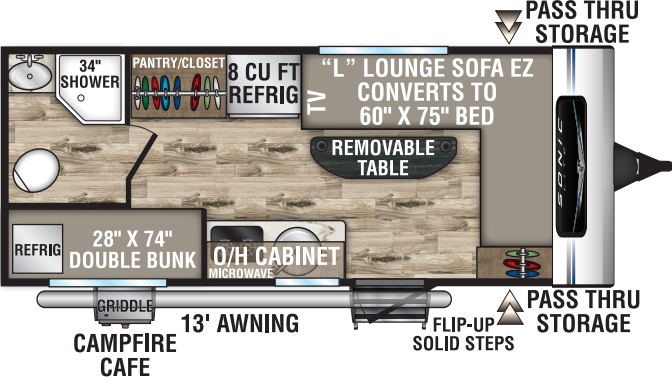 PASS THRU
STORAGE
34"
SHOWER
PANTRY/CLOSET
8 CU FT
REFRIG
TV
"L" LOUNGE SOFA EZ
CONVERTS TO
60" X 75" BED
REMOVABLE
TABLE
SONIC
REFRIG
28" X 74"
DOUBLE BUNK
O/H CABINET
MICROWAVE
GRIDDLE
CAMPFIRE
CAFE
13' AWNING
FLIP-UP
SOLID STEPS
PASS THRU
STORAGE